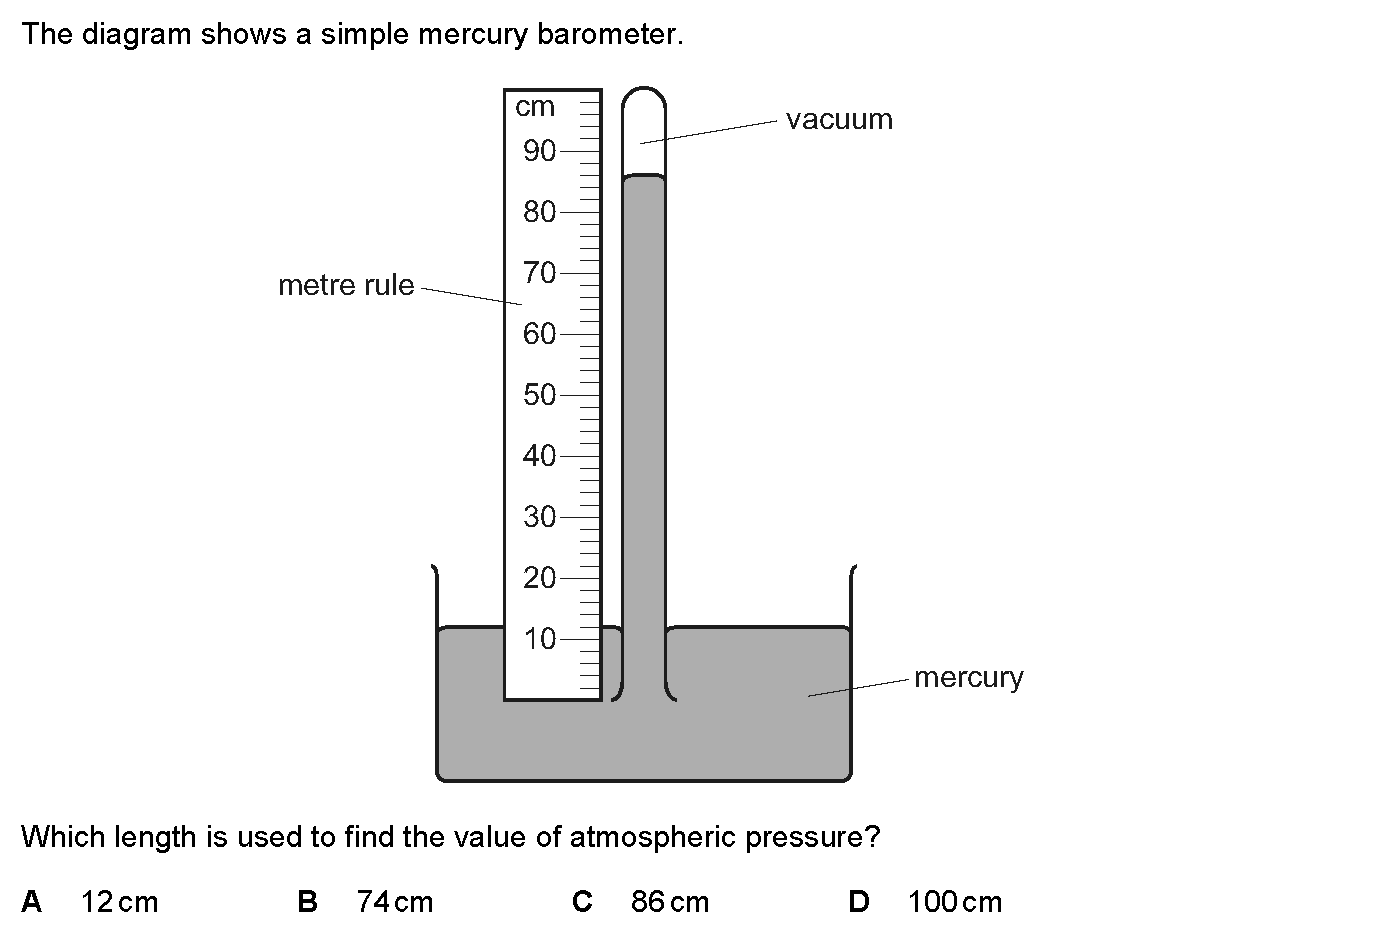 The diagram shows a simple mercury barometer.
cm
vacuum
90
80
70
metre rule
60
50
40
30
20
10
mercury
Which length is used to find the value of atmospheric pressure?
A 12 cm B 74 cm C 86 cm D 100 cm